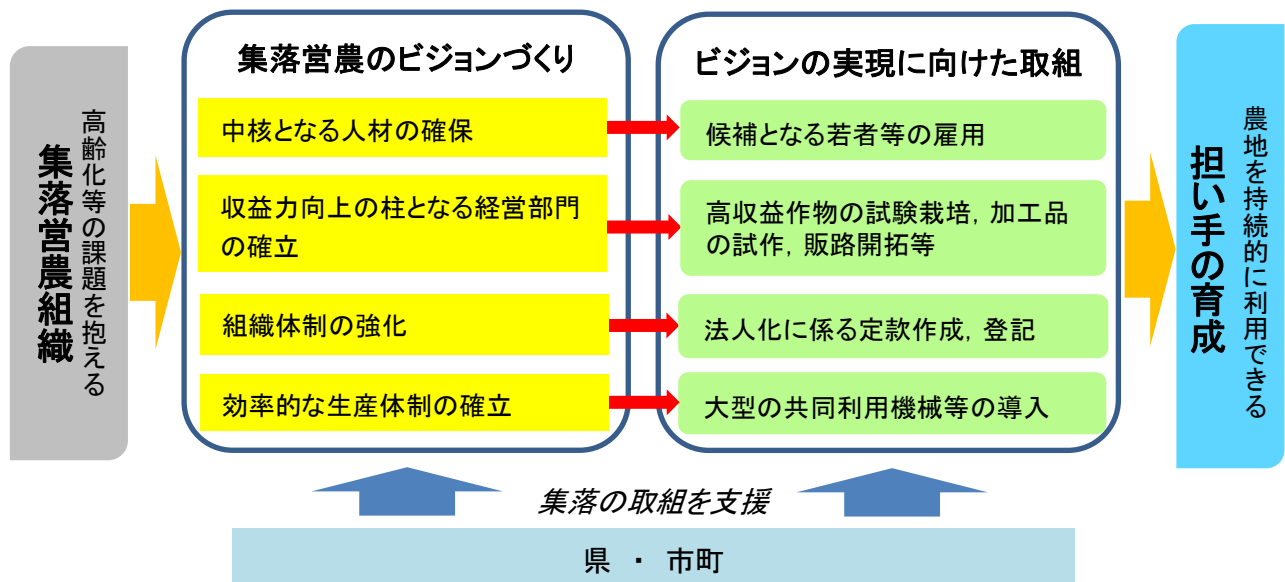 高齢化等の課題を抱える
集落営農組織
集落営農のビジョンづくり
中核となる人材の確保
収益力向上の柱となる経営部門
の確立
組織体制の強化
効率的な生産体制の確立
ビジョンの実現に向けた取組
候補となる若者等の雇用
高収益作物の試験栽培，加工品
の試作，販路開拓等
法人化に係る定款作成，登記
大型の共同利用機械等の導入
農地を持続的に利用できる
担い手の育成
集落の取組を支援
県 ・ 市町